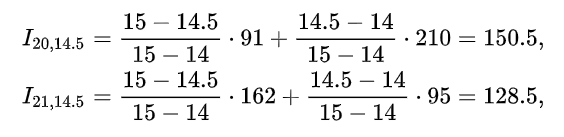 I_{20,14.5} = \frac{15 - 14.5}{15 - 14} \cdot 91 + \frac{14.5 - 14}{15 - 14} \cdot 210 = 150.5,
I_{21,14.5} = \frac{15 - 14.5}{15 - 14} \cdot 162 + \frac{14.5 - 14}{15 - 14} \cdot 95 = 128.5,